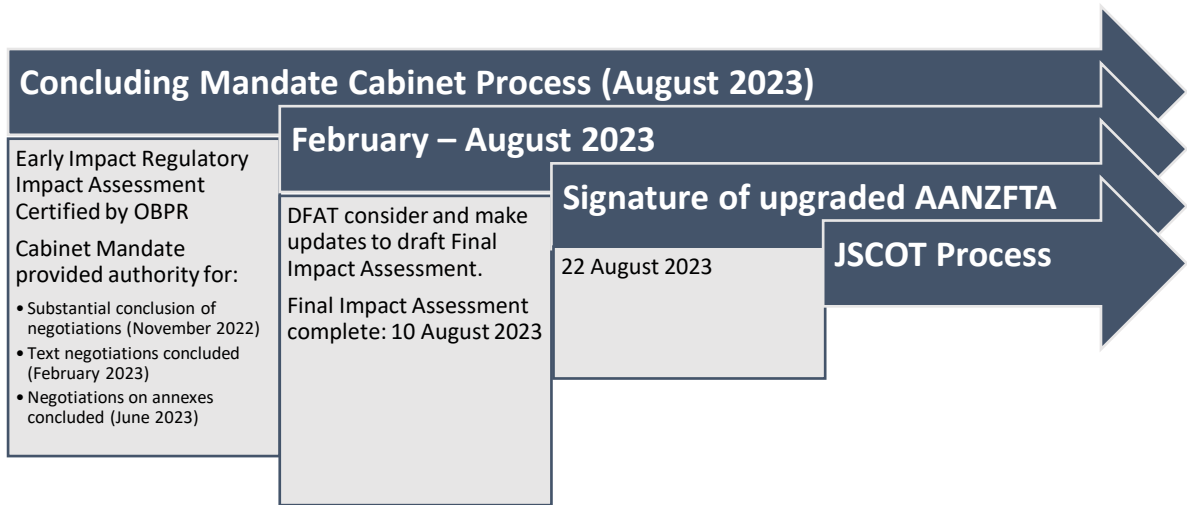 Concluding Mandate Cabinet Process (August 2023)
Early Impact Regulatory
Impact Assessment
Certified by OBPR
Cabinet Mandate
provided authority for:
• Substantial conclusion of
negotiations (November 2022)
• Text negotiations concluded
(February 2023)
• Negotiations on annexes
concluded (June 2023)
February – August 2023
DFAT consider and make
updates to draft Final
Impact Assessment.
Final Impact Assessment
complete: 10 August 2023
Signature of upgraded AANZFTA
22 August 2023
JSCOT Process